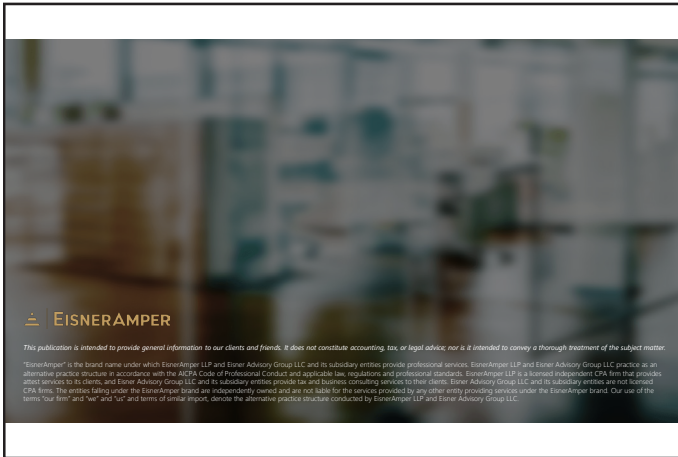 EISNERAMPER
This publication is intended to provide general information to our clients and friends. It does not constitute accounting, tax, or legal advice; nor is it intended to convey a thorough treatment of the subject matter.
"EisnerAmper" is the brand name under which EisnerAmper LLP and Eisner Advisory Group LLC and its subsidiary entities provide professional services. EisnerAmper LLP and Eisner Advisory Group LLC practice as an
alternative practice structure in accordance with the AICPA Code of Professional Conduct and applicable law, regulations and professional standards. EisnerAmper LLP is a licensed independent CPA firm that provides
attest services to its clients, and Eisner Advisory Group LLC and its subsidiary entities provide tax and business consulting services to their clients. Eisner Advisory Group LLC and its subsidiary entities are not licensed
CPA firms. The entities falling under the EisnerAmper brand are independently owned and are not liable for the services provided by any other entity providing services under the EisnerAmper brand. Our use of the
terms "our firm" and "we" and "us" and terms of similar import, denote the alternative practice structure conducted by EisnerAmper LLP and Eisner Advisory Group LLC.